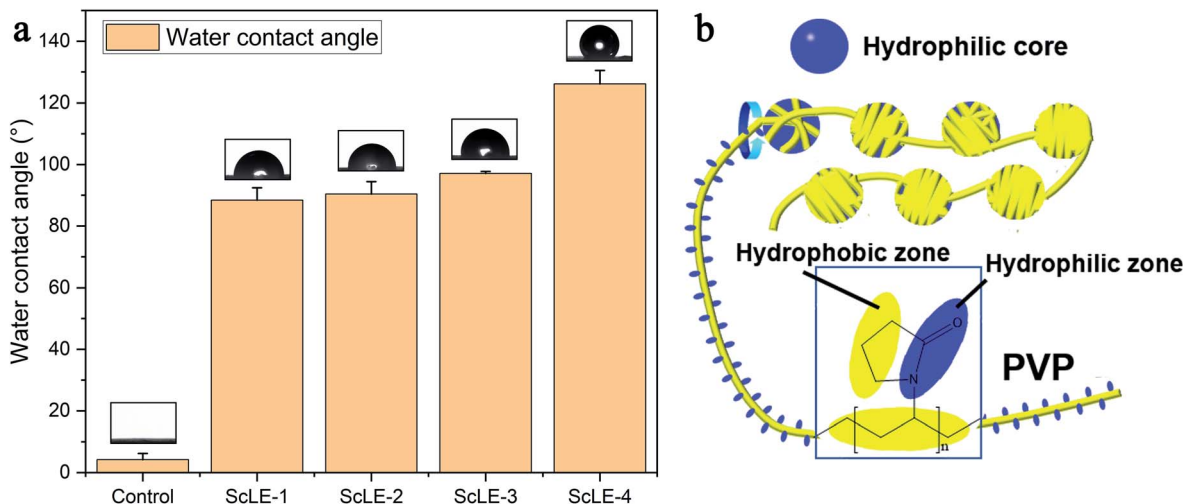 a
Water contact angle
Water contact angle (°)
140
120
100
80
60
40
20
0
Control
ScLE-1
ScLE-2
ScLE-3
ScLE-4
b
Hydrophilic core
Hydrophobic zone
Hydrophilic zone
O
N
n
PVP